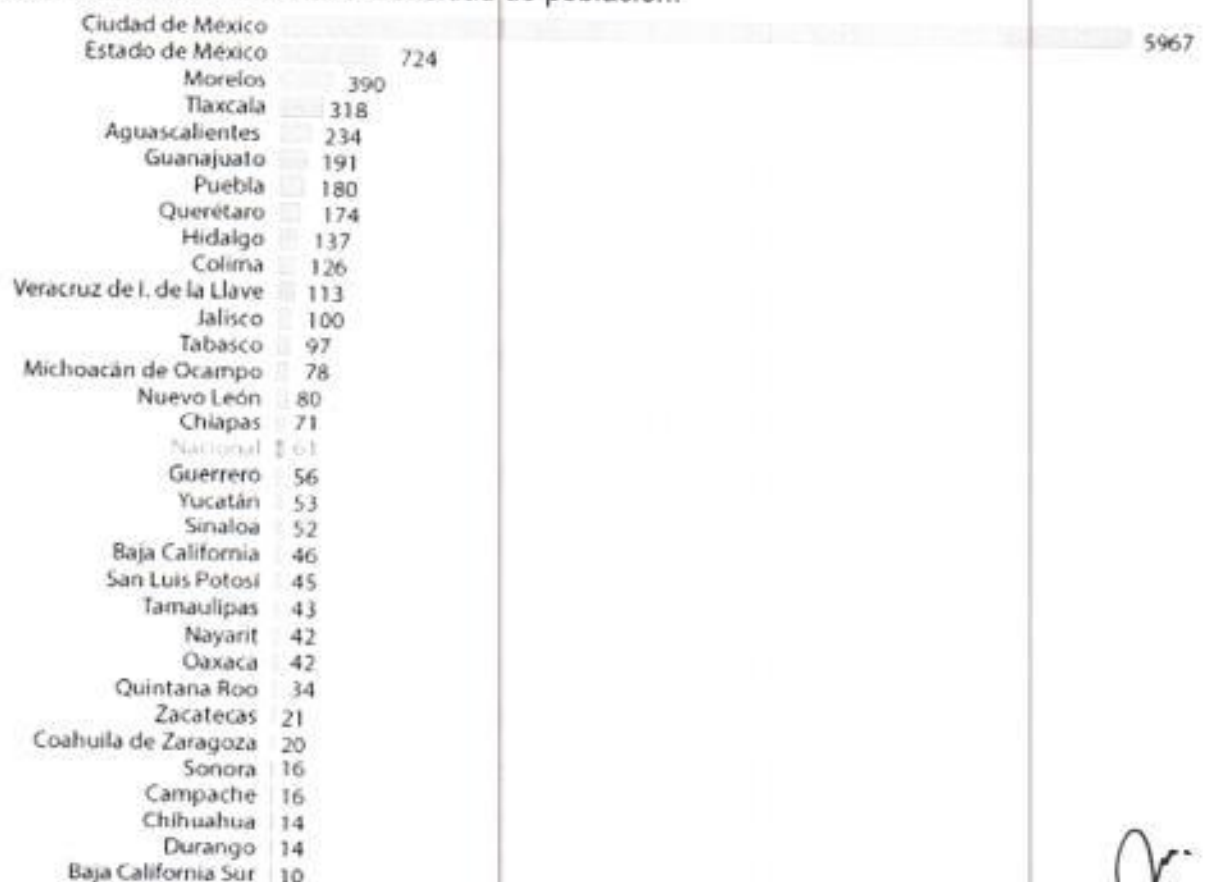 de población.
Ciudad de México 5967
Estado de México 724
Morelos 390
Tlaxcala 318
Aguascalientes 234
Guanajuato 191
Puebla 180
Querétaro 174
Hidalgo 137
Colima 126
Veracruz de I. de la Llave 113
Jalisco 100
Tabasco 97
Michoacán de Ocampo 78
Nuevo León 80
Chiapas 71
Nacional 61
Guerrero 56
Yucatán 53
Sinaloa 52
Baja California 46
San Luis Potosí 45
Tamaulipas 43
Nayarit 42
Oaxaca 42
Quintana Roo 34
Zacatecas 21
Coahuila de Zaragoza 20
Sonora 16
Campache 16
Chihuahua 14
Durango 14
Baja California Sur 10